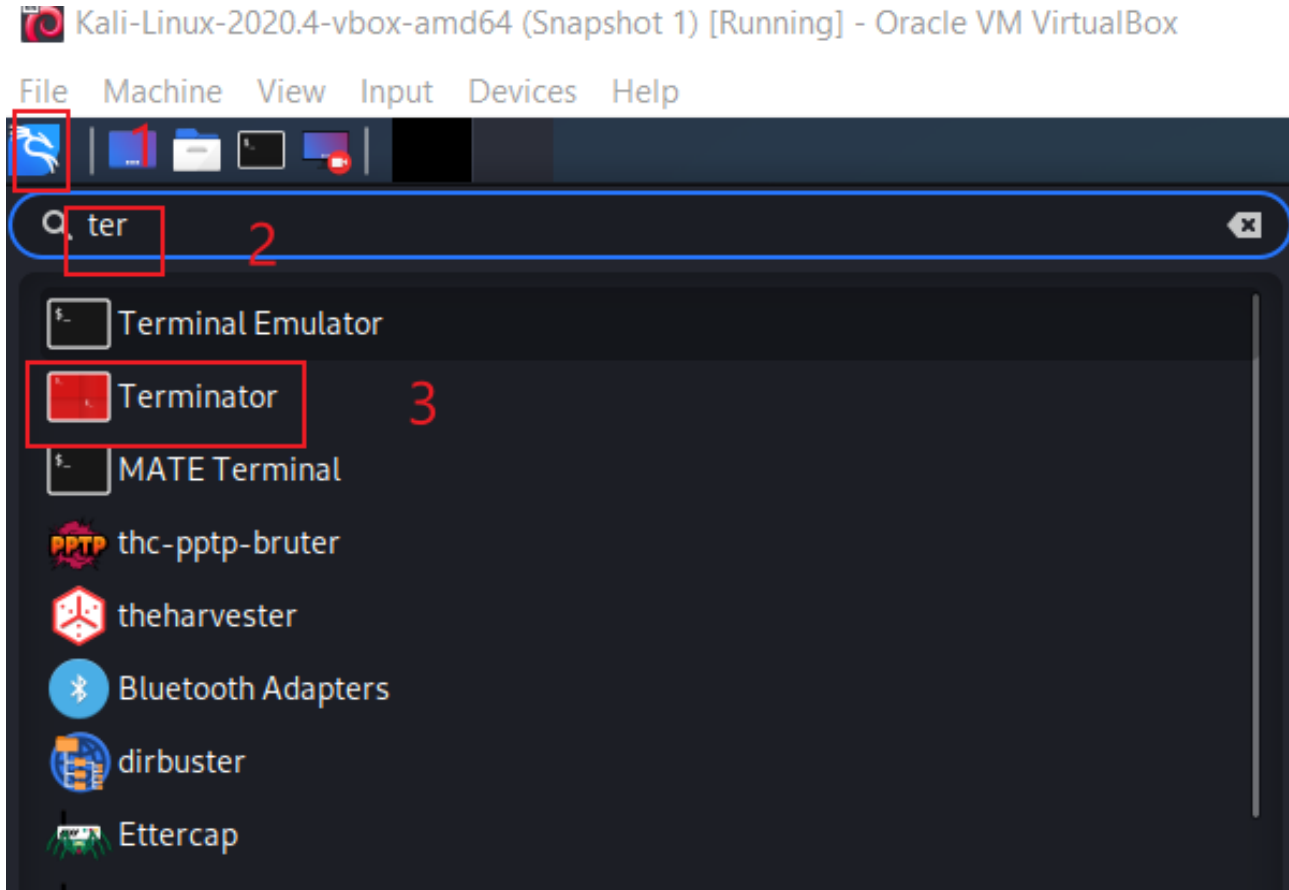 Kali-Linux-2020.4-vbox-amd64 (Snapshot 1) [Running] - Oracle VM VirtualBox
File Machine View Input Devices Help
1
ter 2
Terminal Emulator
Terminator 3
MATE Terminal
PPTP thc-pptp-bruter
theharvester
Bluetooth Adapters
dirbuster
Ettercap